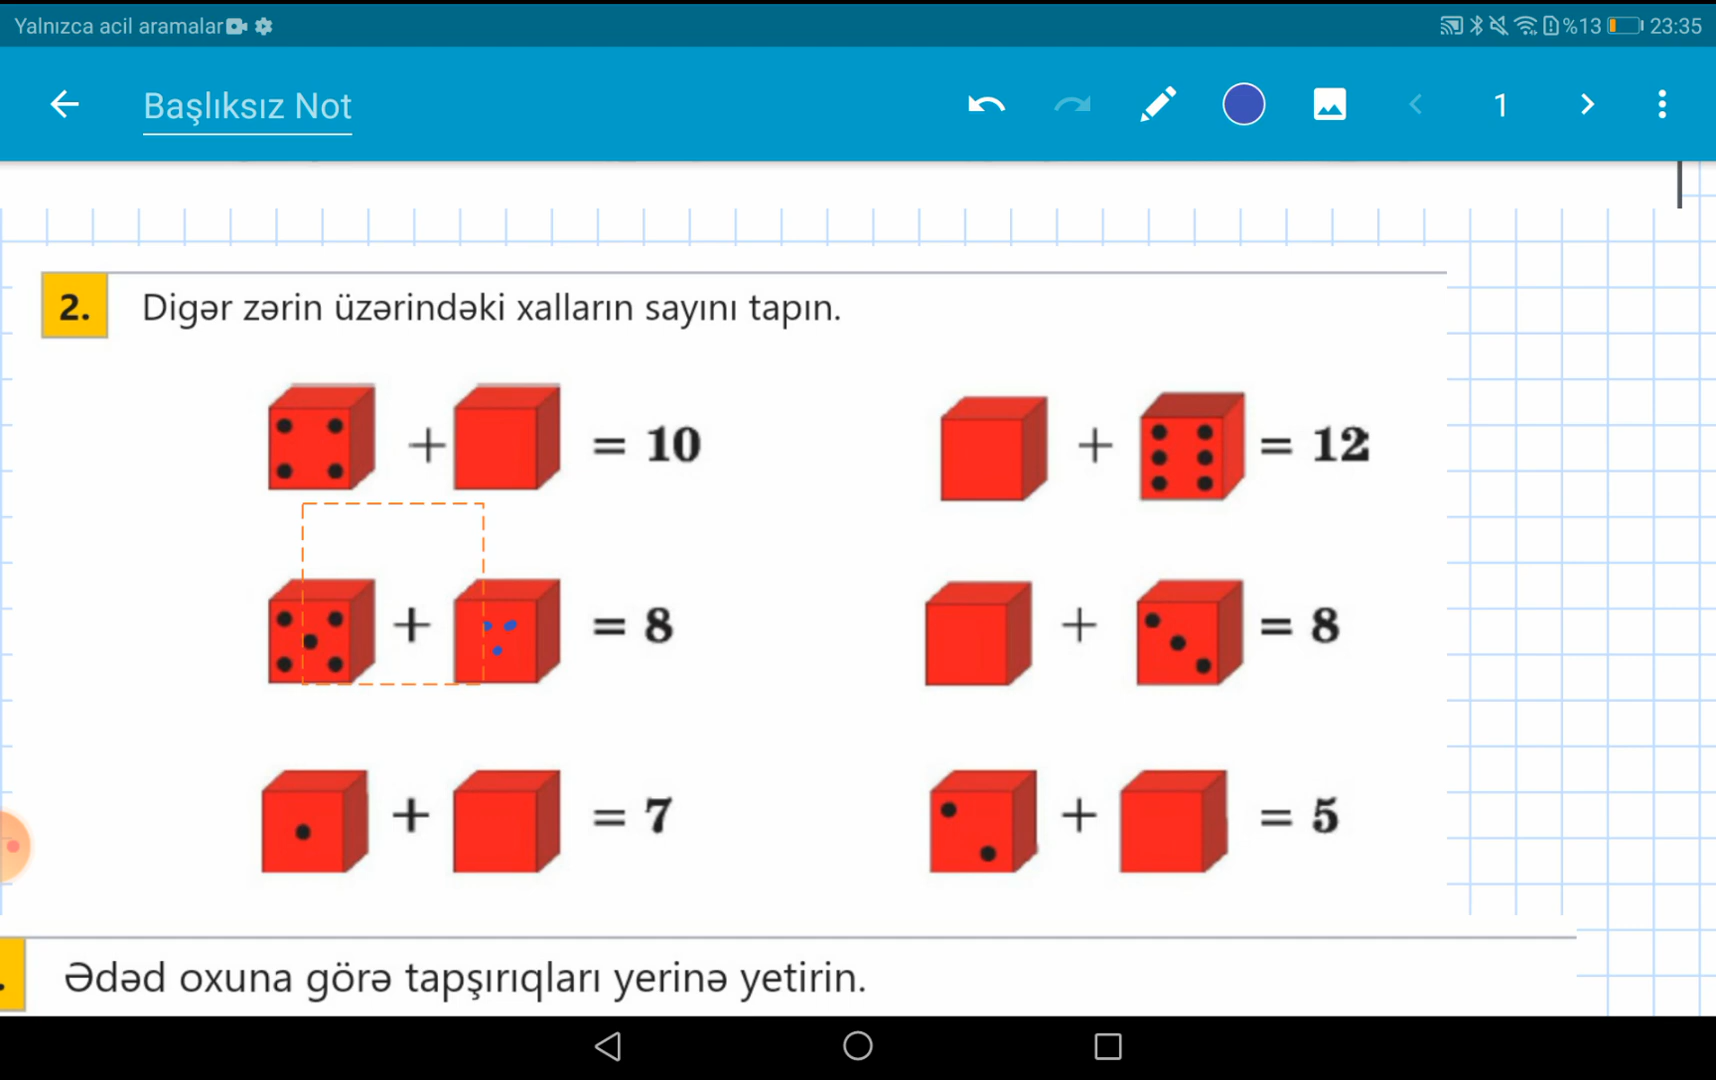 Yalnızca acil aramalar %13 23:35
Başlıksız Not 1
2. Digər zərin üzərindəki xalların sayını tapın.
+ = 10 + = 12
+ = 8 + = 8
+ = 7 + = 5
. Ədəd oxuna görə tapşırıqları yerinə yetirin.